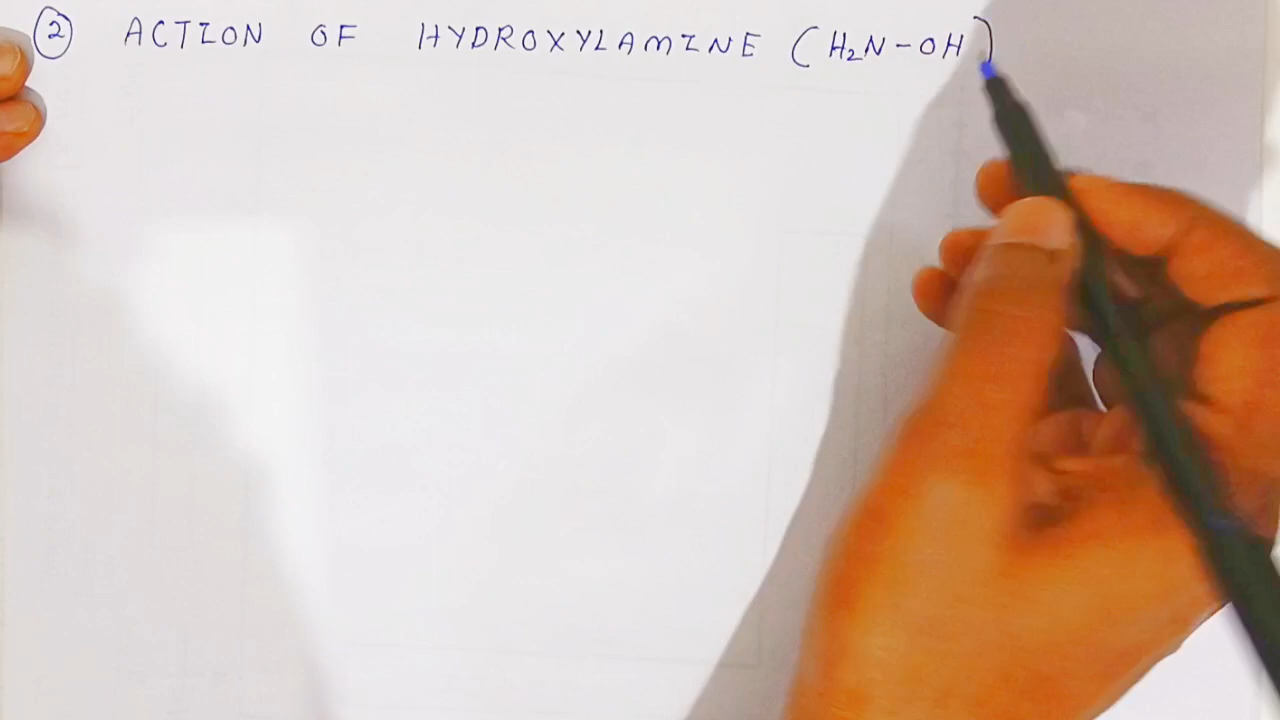 ② ACTION OF HYDROXYLAMINE (H₂N-OH)